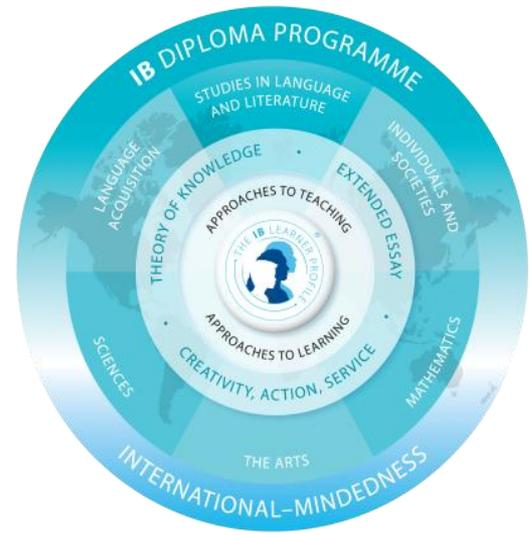 IB DIPLOMA PROGRAMME
STUDIES IN LANGUAGE
AND LITERATURE
LANGUAGE
ACQUISITION
INDIVIDUALS AND
SOCIETIES
THEORY OF KNOWLEDGE
EXTENDED ESSAY
APPROACHES TO TEACHING
THE IB LEARNER PROFILE
®
APPROACHES TO LEARNING
CREATIVITY, ACTION, SERVICE
SCIENCES
MATHEMATICS
THE ARTS
INTERNATIONAL–MINDEDNESS